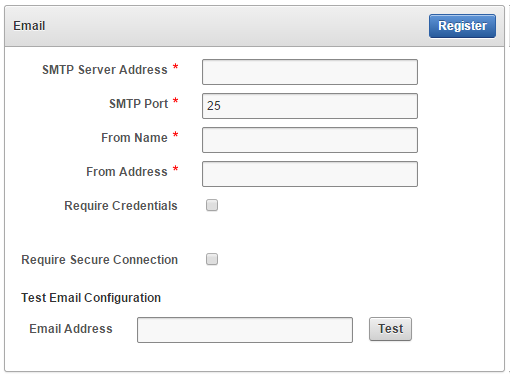 Email Register
SMTP Server Address *
SMTP Port * 25
From Name *
From Address *
Require Credentials
Require Secure Connection
Test Email Configuration
Email Address Test